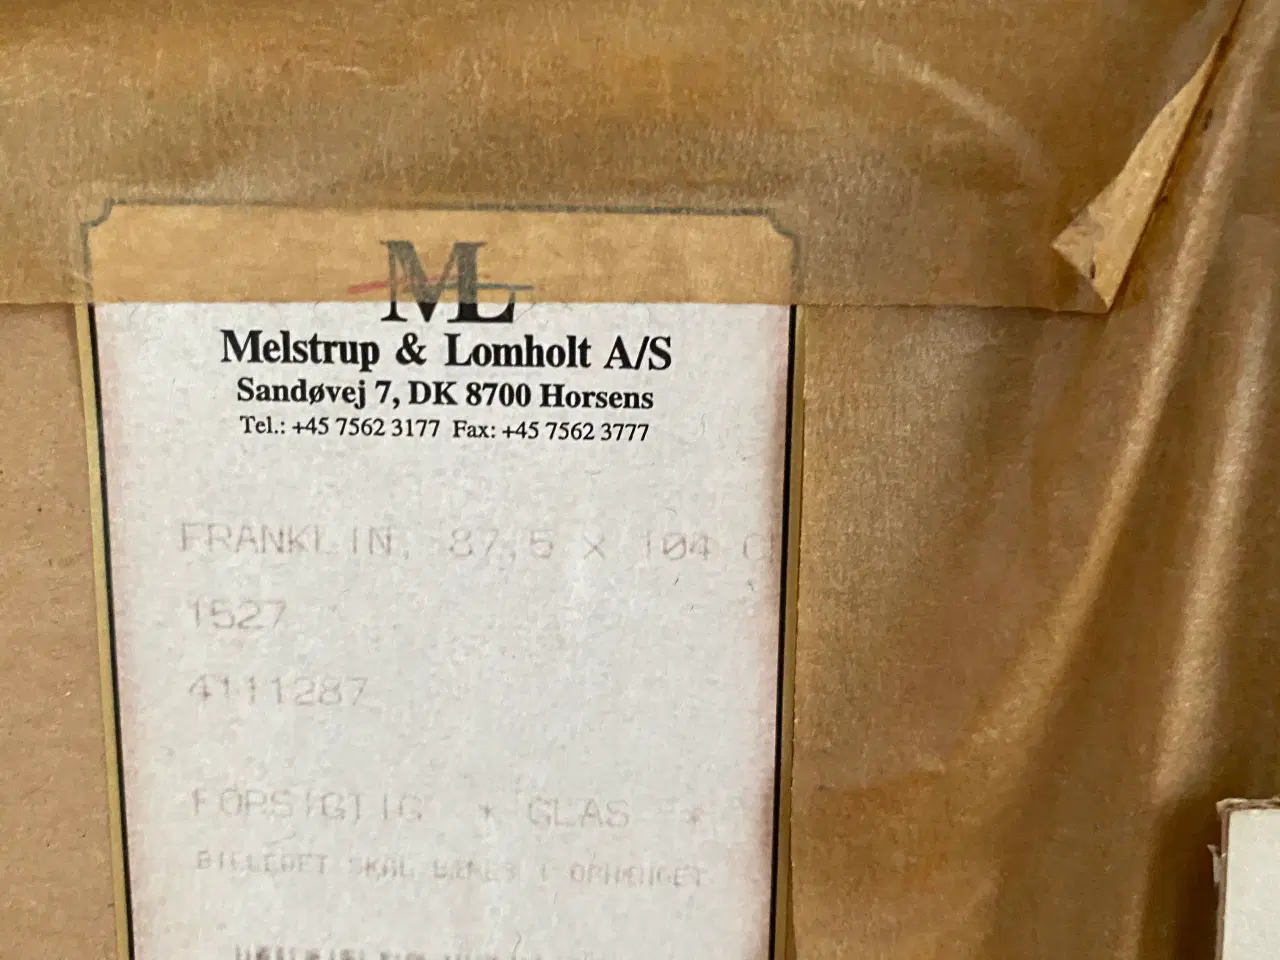 ML
Melstrup & Lomholt A/S
Sandøvej 7, DK 8700 Horsens
Tel.: +45 7562 3177 Fax: +45 7562 3777
FRANKLIN, 87,5 X 104 C
1527
4111287
FORSIGTIG * GLAS *
BILLEDET SKAL BÆRES I OPHÆNGET